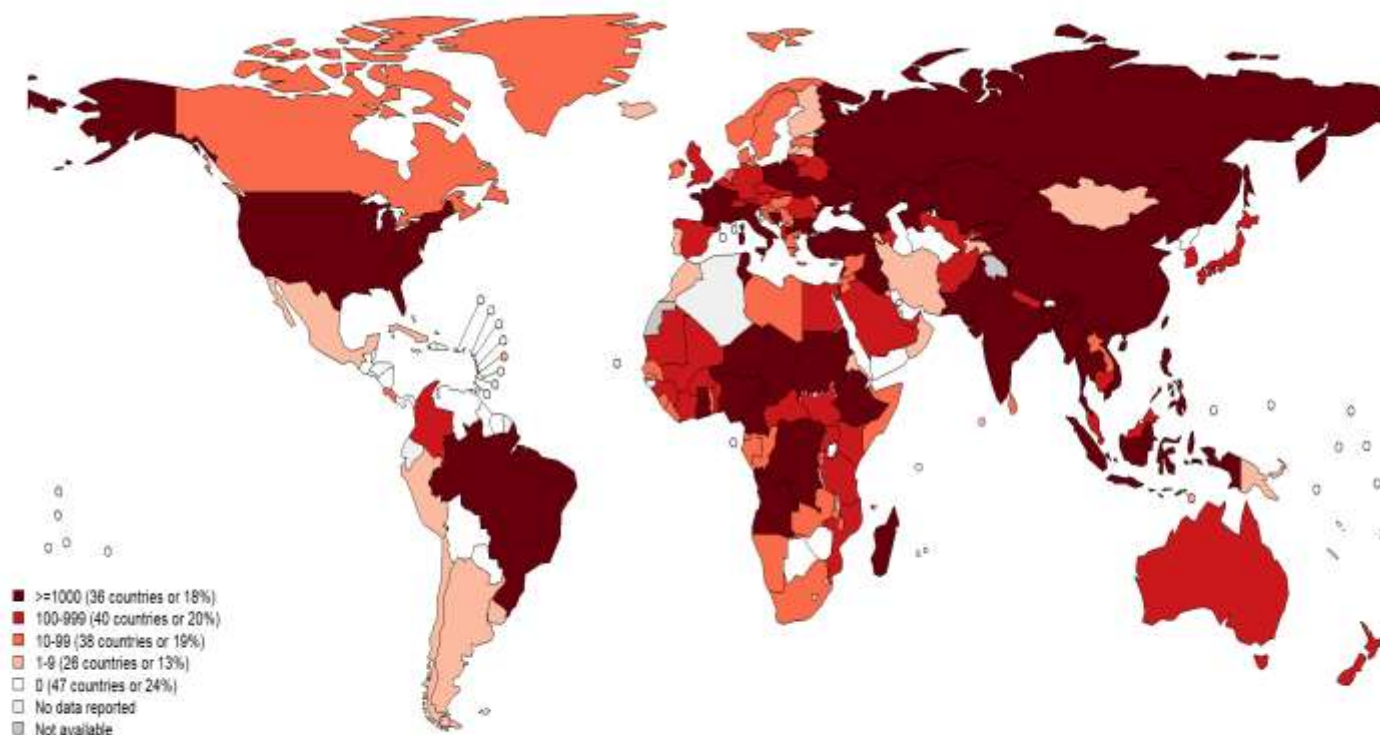 >=1000 (36 countries or 18%)
100-999 (40 countries or 20%)
10-99 (38 countries or 19%)
1-9 (26 countries or 13%)
0 (47 countries or 24%)
No data reported
Not available